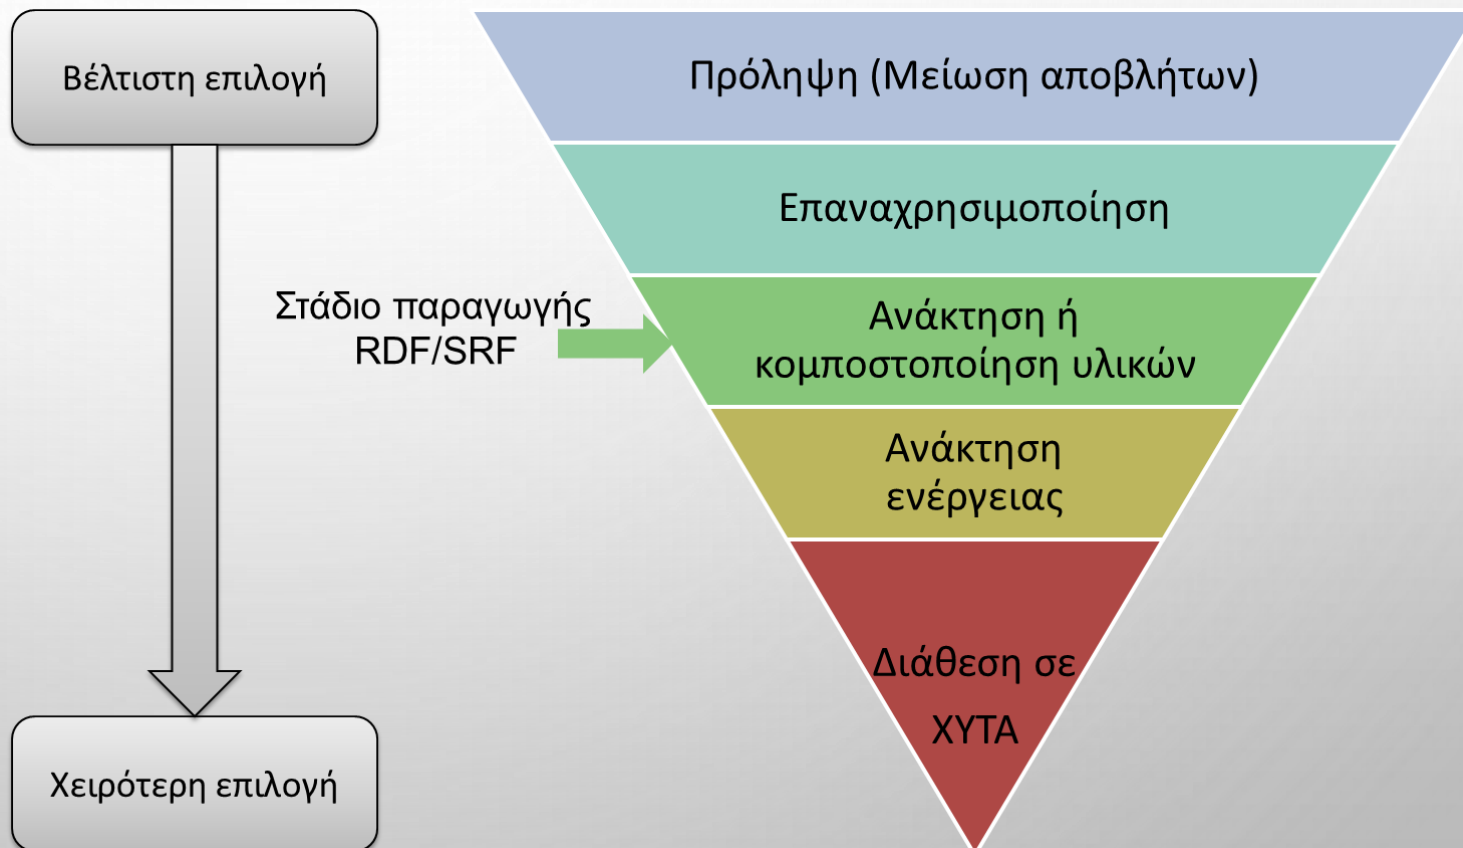 Βέλτιστη επιλογή
Πρόληψη (Μείωση αποβλήτων)
Επαναχρησιμοποίηση
Στάδιο παραγωγής
RDF/SRF
Ανάκτηση ή
κομποστοποίηση υλικών
Ανάκτηση
ενέργειας
Διάθεση σε
ΧΥΤΑ
Χειρότερη επιλογή